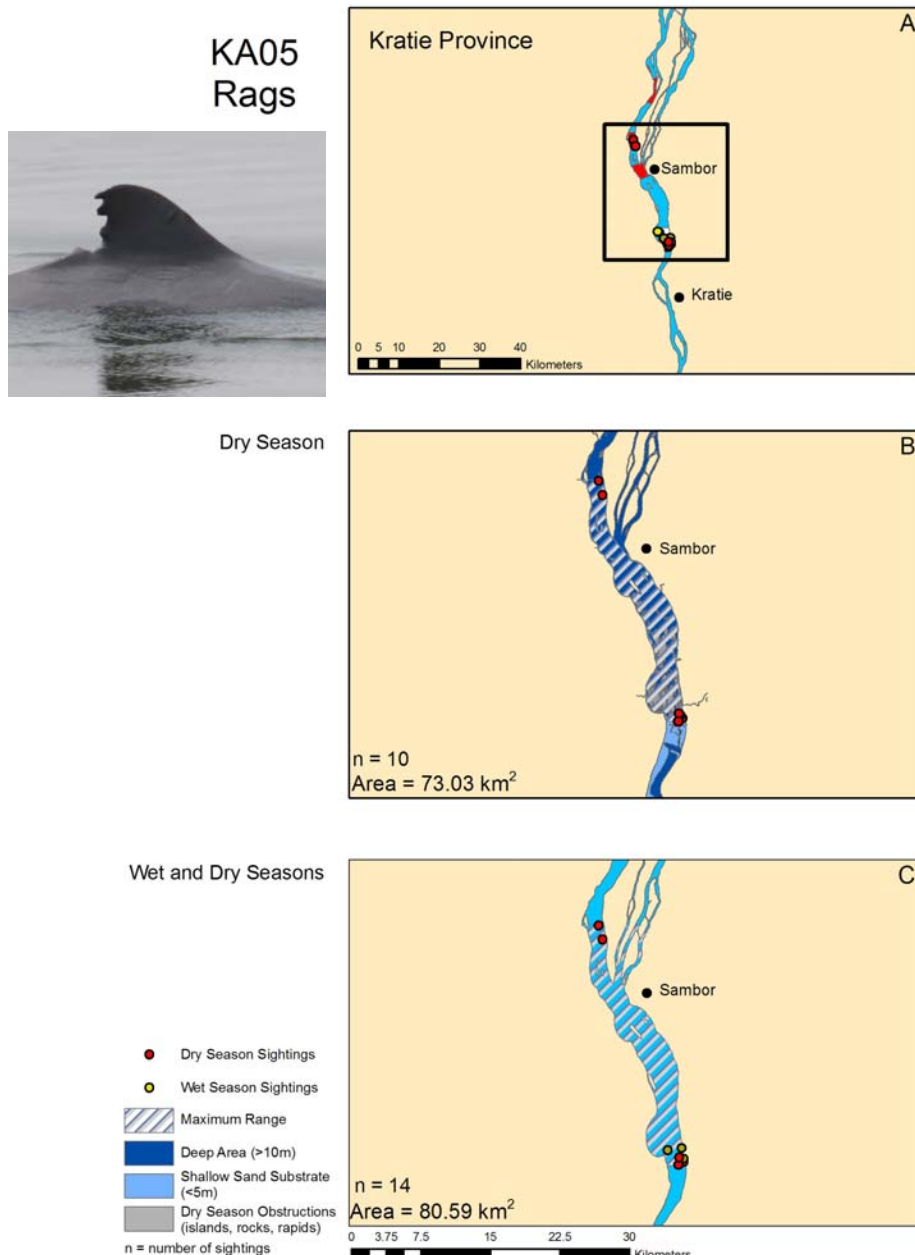 KA05
Rags
Kratie Province
A
Sambor
Kratie
0 5 10 20 30 40
Kilometers
Dry Season
B
Sambor
n = 10
Area = 73.03 km²
Wet and Dry Seasons
C
Sambor
n = 14
Area = 80.59 km²
Dry Season Sightings
Wet Season Sightings
Maximum Range
Deep Area (>10m)
Shallow Sand Substrate
(<5m)
Dry Season Obstructions
(islands, rocks, rapids)
n = number of sightings
0 3.75 7.5 15 22.5 30
Kilometers